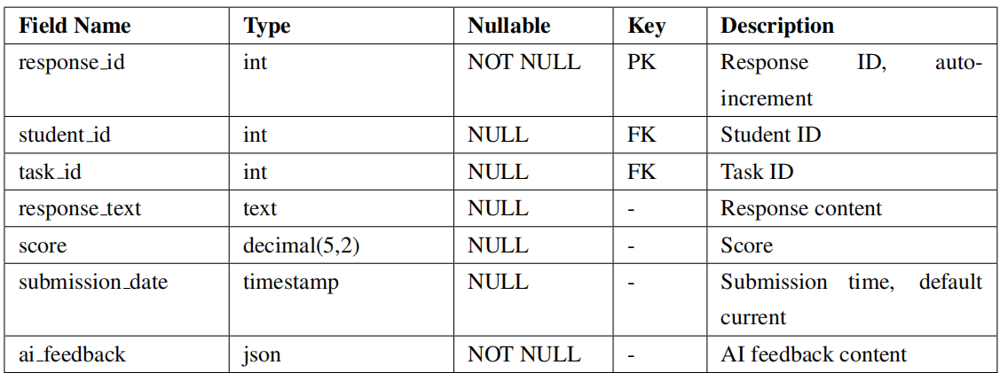 Field Name Type Nullable Key Description
response_id int NOT NULL PK Response ID, auto-
increment
student_id int NULL FK Student ID
task_id int NULL FK Task ID
response_text text NULL - Response content
score decimal(5,2) NULL - Score
submission_date timestamp NULL - Submission time, default
current
ai_feedback json NOT NULL - AI feedback content